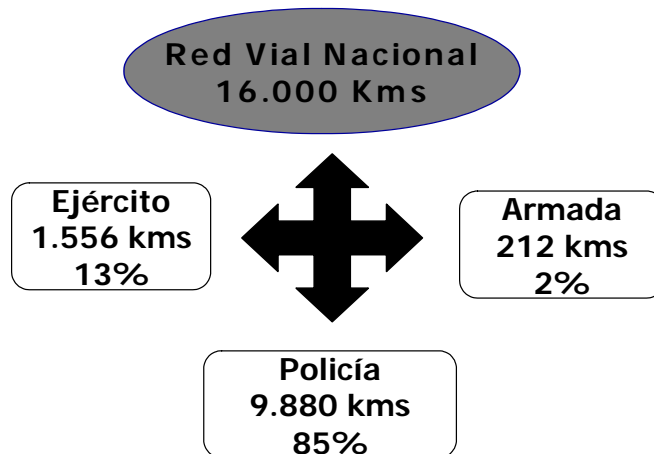 Red Vial Nacional
16.000 Kms
Ejército
1.556 kms
13%
Armada
212 kms
2%
Policía
9.880 kms
85%